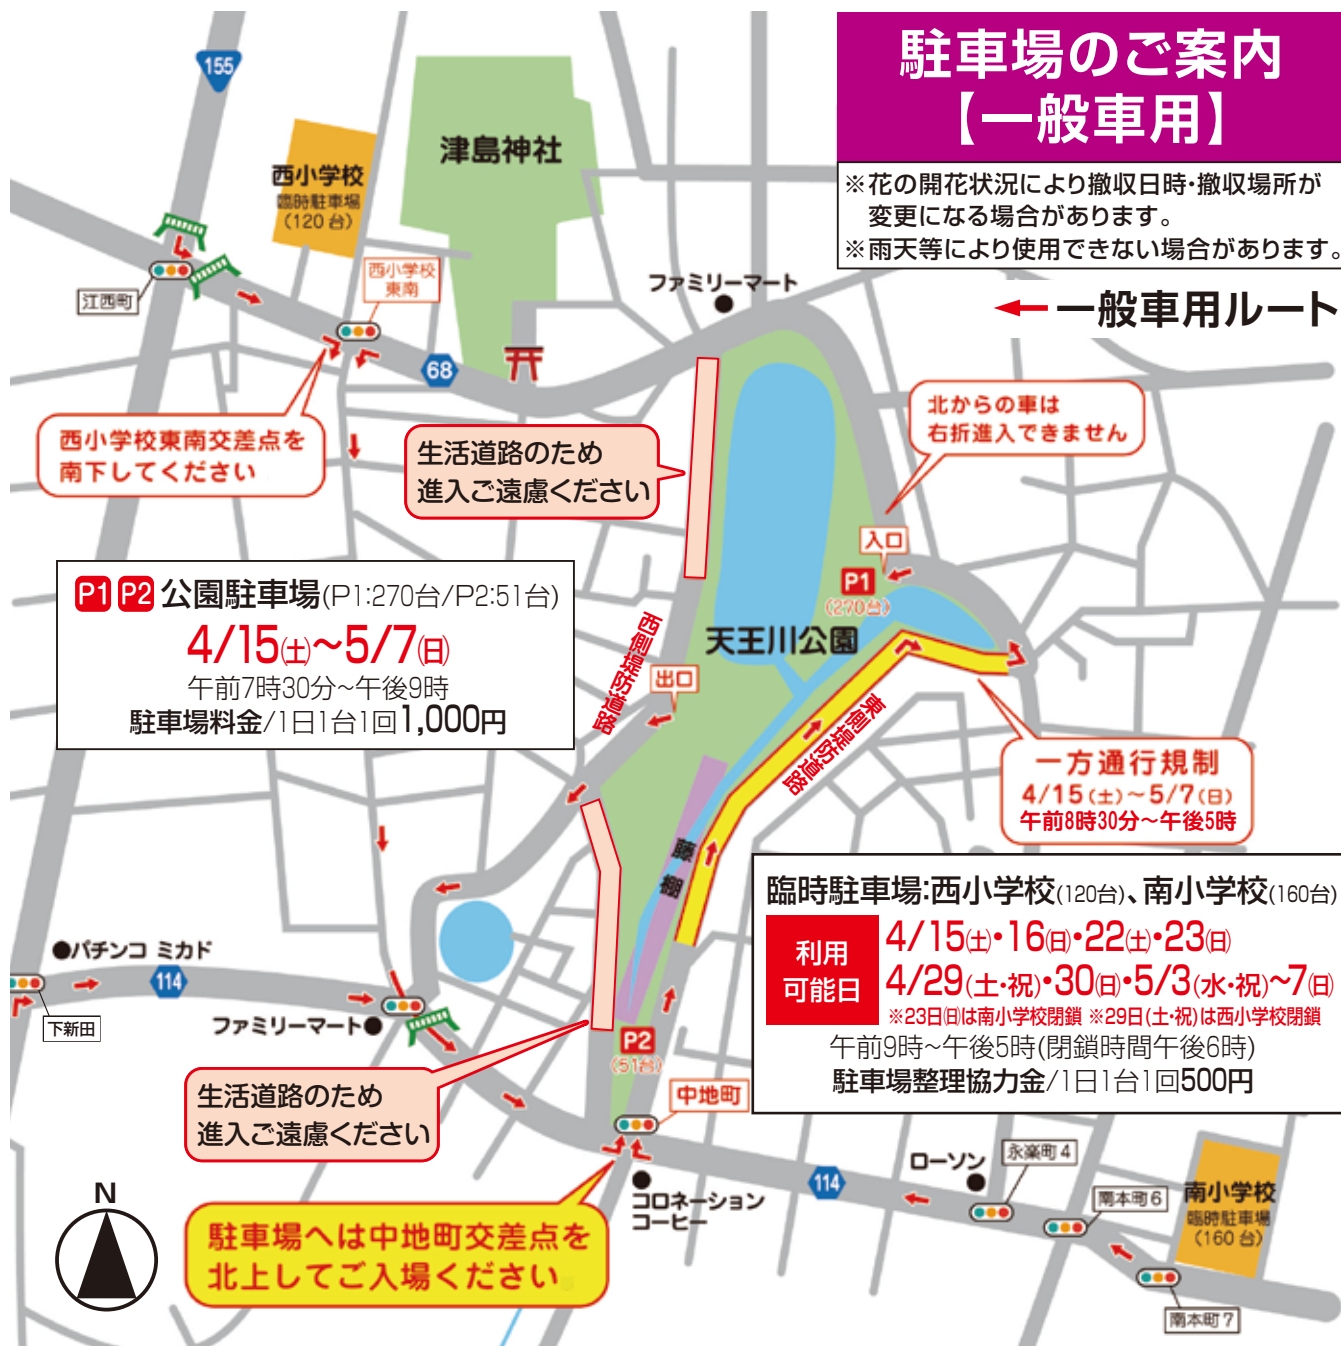 駐車場のご案内
【一般車用】
※花の開花状況により撤収日時・撤収場所が
変更になる場合があります。
※雨天等により使用できない場合があります。
一般車用ルート
155
津島神社
西小学校
臨時駐車場
(120台)
西小学校
東南
江西町
68
ファミリーマート
西小学校東南交差点を
南下してください
生活道路のため
進入ご遠慮ください
北からの車は
右折進入できません
入口
P1
(270台)
天王川公園
P1 P2 公園駐車場(P1:270台/P2:51台)
4/15(土)〜5/7(日)
午前7時30分~午後9時
駐車場料金/1日1台1回1,000円
西側堤防道路
出口
東側堤防道路
一方通行規制
4/15(土)〜5/7(日)
午前8時30分〜午後5時
藤棚
臨時駐車場:西小学校(120台)、南小学校(160台)
利用
可能日
4/15(土)・16(日)・22(土)・23(日)
4/29(土・祝)・30(日)・5/3(水・祝)~7(日)
※23日(日)は南小学校閉鎖 ※29日(土・祝)は西小学校閉鎖
午前9時~午後5時(閉鎖時間午後6時)
駐車場整理協力金/1日1台1回500円
●パチンコ ミカド
114
下新田
ファミリーマート●
P2
(51台)
生活道路のため
進入ご遠慮ください
中地町
コロネーション
コーヒー
114
ローソン
永楽町4
南本町6
南小学校
臨時駐車場
(160台)
南本町7
N
駐車場へは中地町交差点を
北上してご入場ください